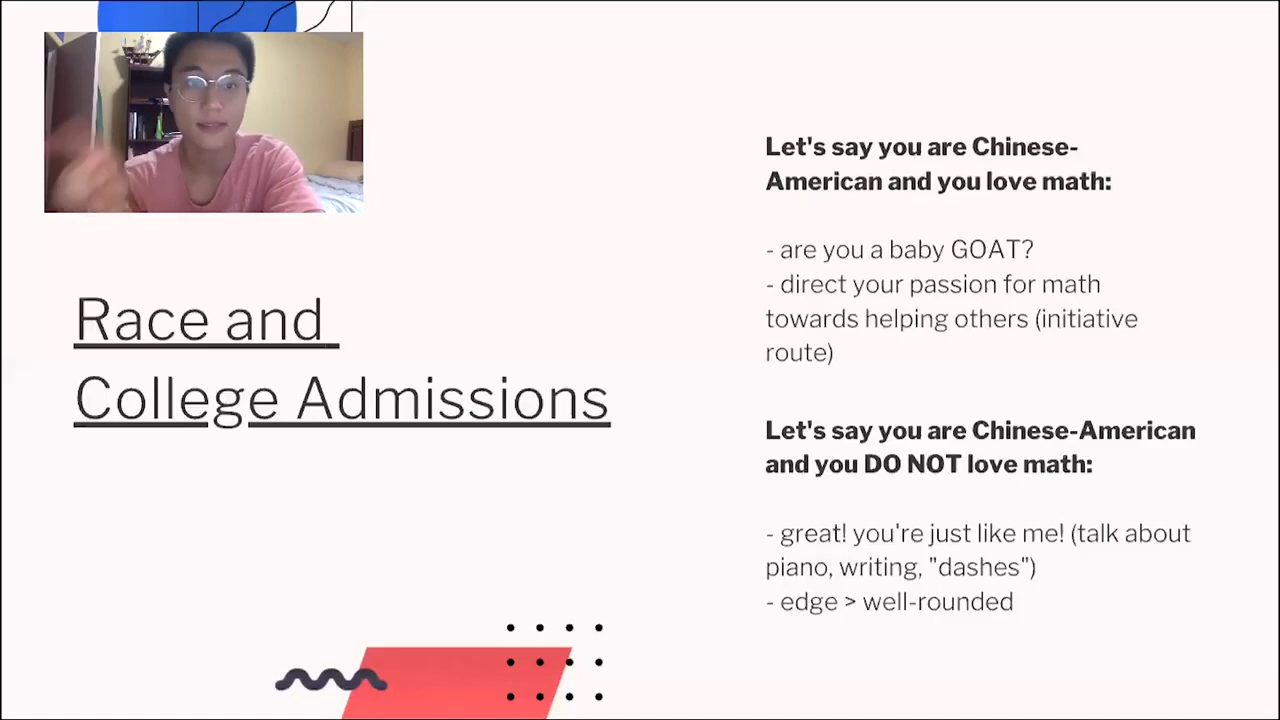 Race and
College Admissions
Let's say you are Chinese-
American and you love math:
- are you a baby GOAT?
- direct your passion for math
towards helping others (initiative
route)
Let's say you are Chinese-American
and you DO NOT love math:
- great! you're just like me! (talk about
piano, writing, "dashes")
- edge > well-rounded